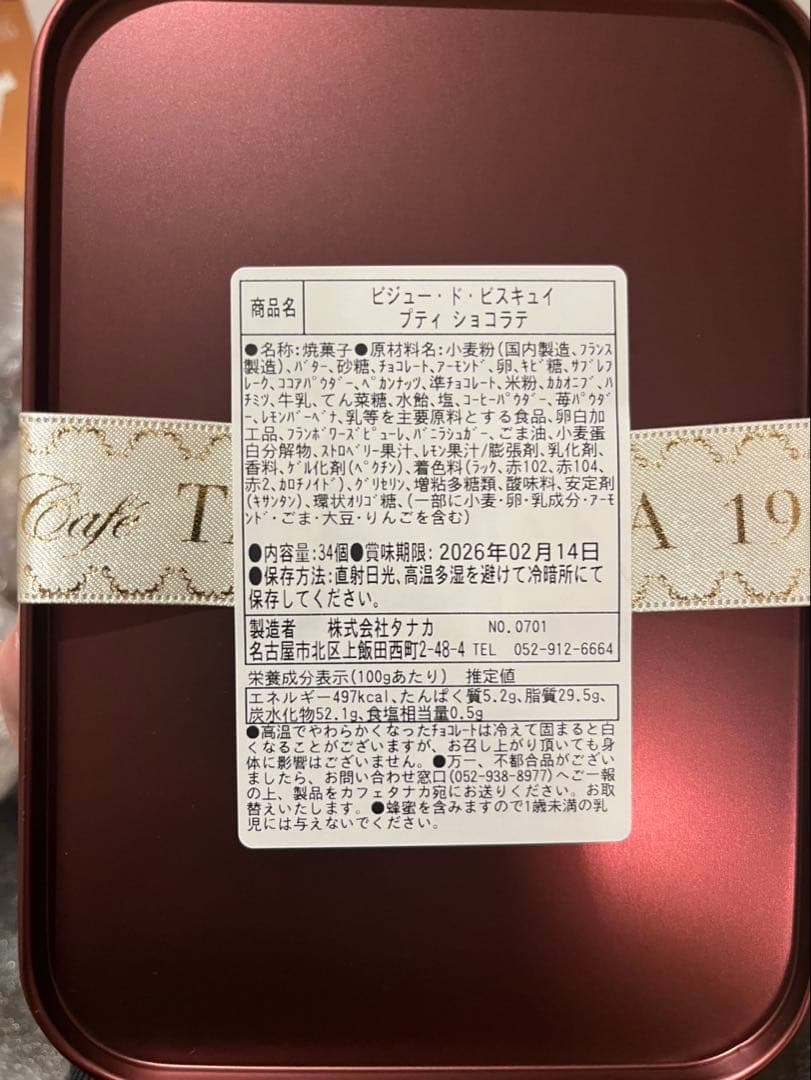 商品名
ビジュー・ド・ビスキュイ
プティ ショコラテ
●名称:焼菓子●原材料名:小麦粉(国内製造、フランス
製造)、バター、砂糖、チョコレート、アーモンド、卵、キビ糖、サブレフ
レーク、ココアパウダー、ペカンナッツ、準チョコレート、米粉、カカオニブ、ハ
チミツ、牛乳、てん菜糖、水飴、塩、コーヒーパウダー、苺パウダ
ー、レモンバーベナ、乳等を主要原料とする食品、卵白加
工品、フランボワーズピューレ、バニラシュガー、ごま油、小麦蛋
白分解物、ストロベリー果汁、レモン果汁/膨張剤、乳化剤、
香料、ゲル化剤(ペクチン)、着色料(ラック、赤102、赤104、
赤2、カロチノイド)、グリセリン、増粘多糖類、酸味料、安定剤
(キサンタン)、環状オリゴ糖、(一部に小麦・卵・乳成分・アーモ
ンド・ごま・大豆・りんごを含む)
●内容量:34個●賞味期限: 2026年02月14日
●保存方法:直射日光、高温多湿を避けて冷暗所にて
保存してください。
製造者 株式会社タナカ NO.0701
名古屋市北区上飯田西町2-48-4 TEL 052-912-6664
栄養成分表示(100gあたり) 推定値
エネルギー497kcal、たんぱく質5.2g、脂質29.5g、
炭水化物52.1g、食塩相当量0.5g
●高温でやわらかくなったチョコレートは冷えて固まると白
くなることがございますが、お召し上がり頂いても身
体に影響はございません。●万一、不都合品がござい
ましたら、お問い合わせ窓口(052-938-8977)へご一報
の上、製品をカフェタナカ宛にお送りください。お取
替えいたします。●蜂蜜を含みますので1歳未満の乳
児には与えないでください。
Café TA A 19